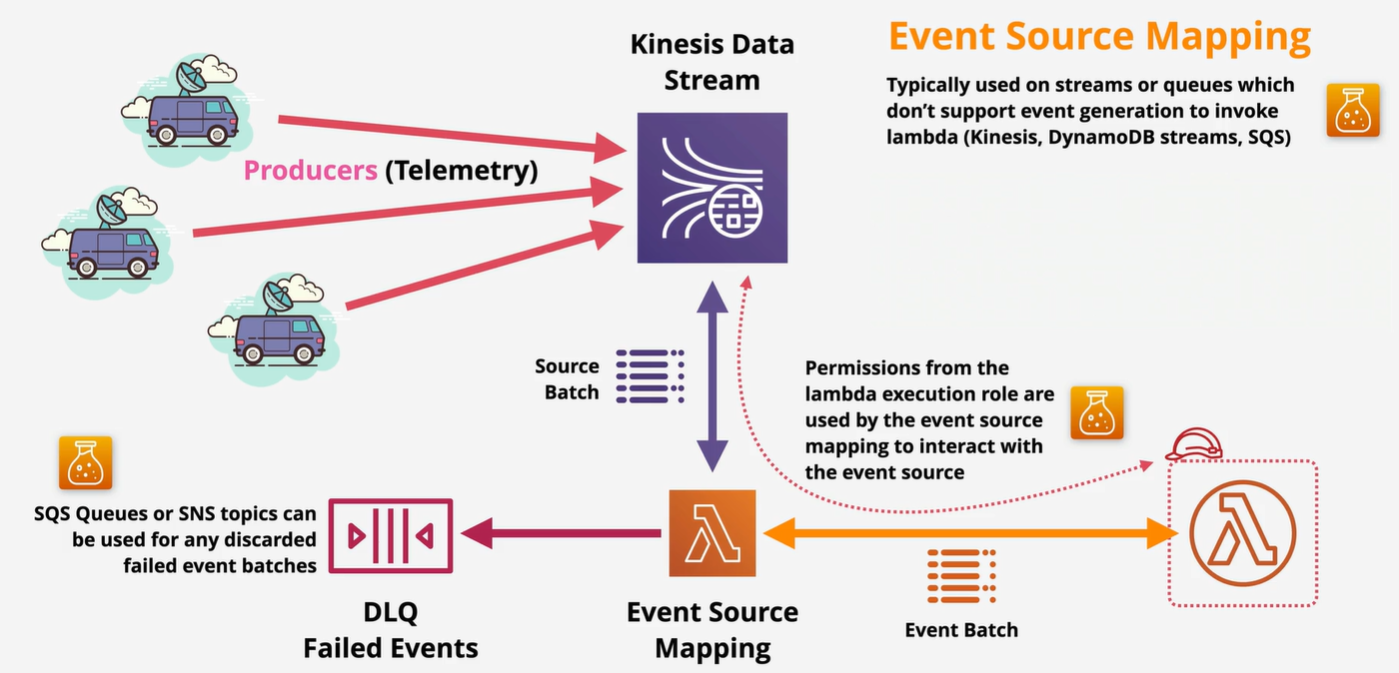 Event Source Mapping
Typically used on streams or queues which
don't support event generation to invoke
lambda (Kinesis, DynamoDB streams, SQS)
Kinesis Data
Stream
Producers (Telemetry)
Source
Batch
Permissions from the
lambda execution role are
used by the event source
mapping to interact with
the event source
SQS Queues or SNS topics can
be used for any discarded
failed event batches
DLQ
Failed Events
Event Source
Mapping
Event Batch